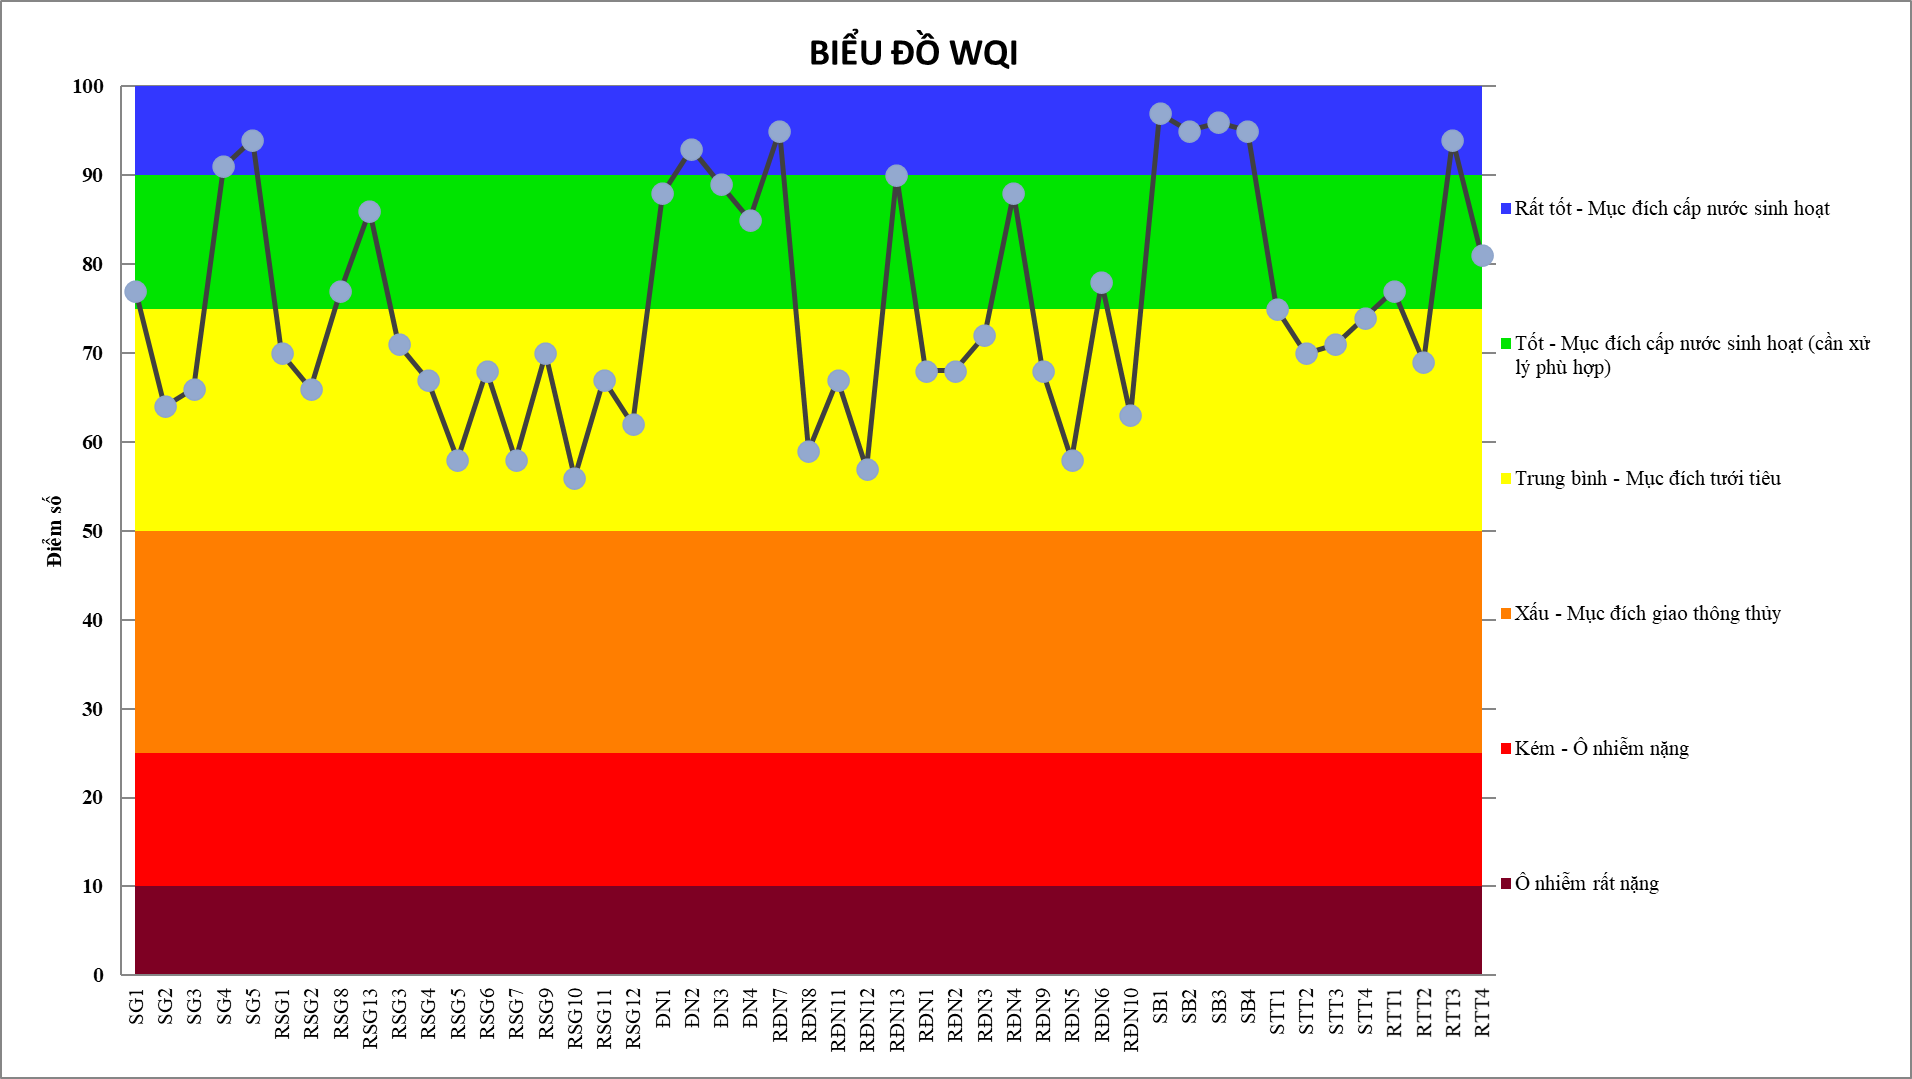 BIỂU ĐỒ WQI
Điểm số
100
90
80
70
60
50
40
30
20
10
0
SG1
SG2
SG3
SG4
SG5
RSG1
RSG2
RSG8
RSG13
RSG3
RSG4
RSG5
RSG6
RSG7
RSG9
RSG10
RSG11
RSG12
ĐN1
ĐN2
ĐN3
ĐN4
RĐN7
RĐN8
RĐN11
RĐN12
RĐN13
RĐN1
RĐN2
RĐN3
RĐN4
RĐN9
RĐN5
RĐN6
RĐN10
SB1
SB2
SB3
SB4
STT1
STT2
STT3
STT4
RTT1
RTT2
RTT3
RTT4
Rất tốt - Mục đích cấp nước sinh hoạt
Tốt - Mục đích cấp nước sinh hoạt (cần xử
lý phù hợp)
Trung bình - Mục đích tưới tiêu
Xấu - Mục đích giao thông thủy
Kém - Ô nhiễm nặng
Ô nhiễm rất nặng